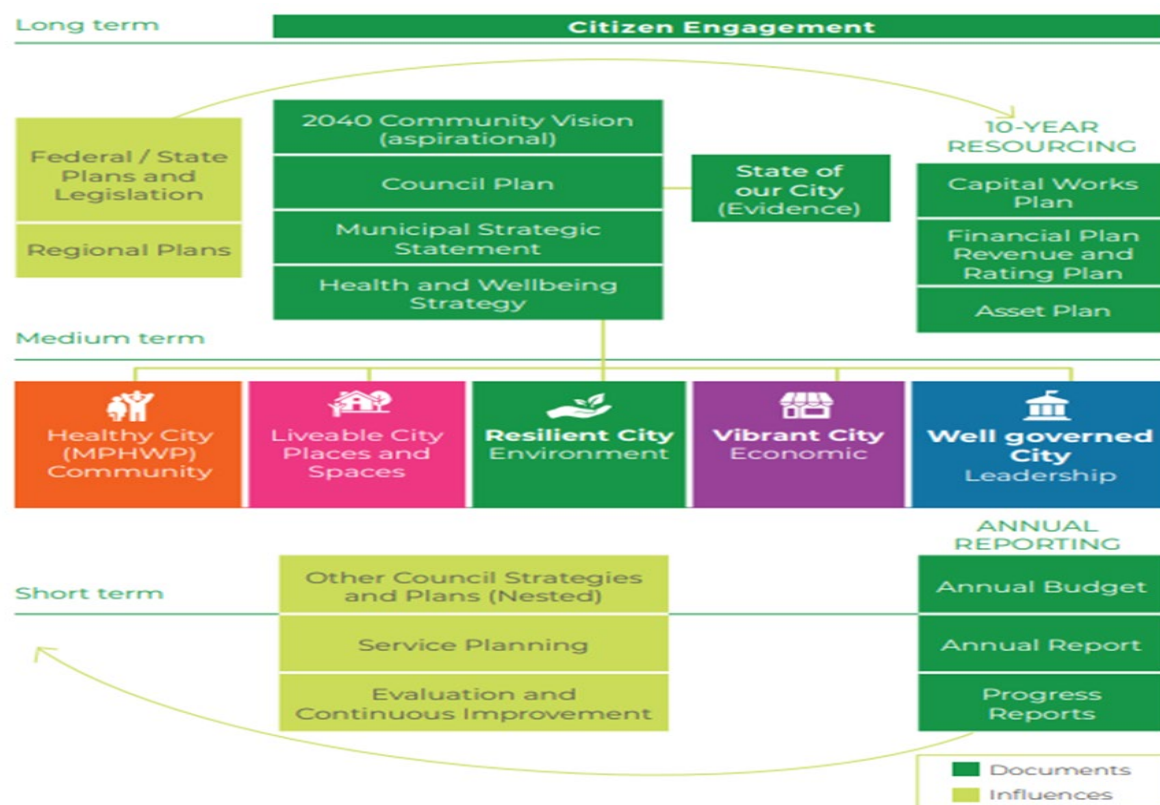 Long term
Citizen Engagement
Federal / State
Plans and
Legislation
Regional Plans
2040 Community Vision
(aspirational)
Council Plan
Municipal Strategic
Statement
Health and Wellbeing
Strategy
State of
our City
(Evidence)
10-YEAR
RESOURCING
Capital Works
Plan
Financial Plan
Revenue and
Rating Plan
Asset Plan
Medium term
Healthy City
(MPHWP)
Community
Liveable City
Places and
Spaces
Resilient City
Environment
Vibrant City
Economic
Well governed
City
Leadership
Short term
Other Council Strategies
and Plans (Nested)
Service Planning
Evaluation and
Continuous Improvement
ANNUAL
REPORTING
Annual Budget
Annual Report
Progress
Reports
Documents
Influences